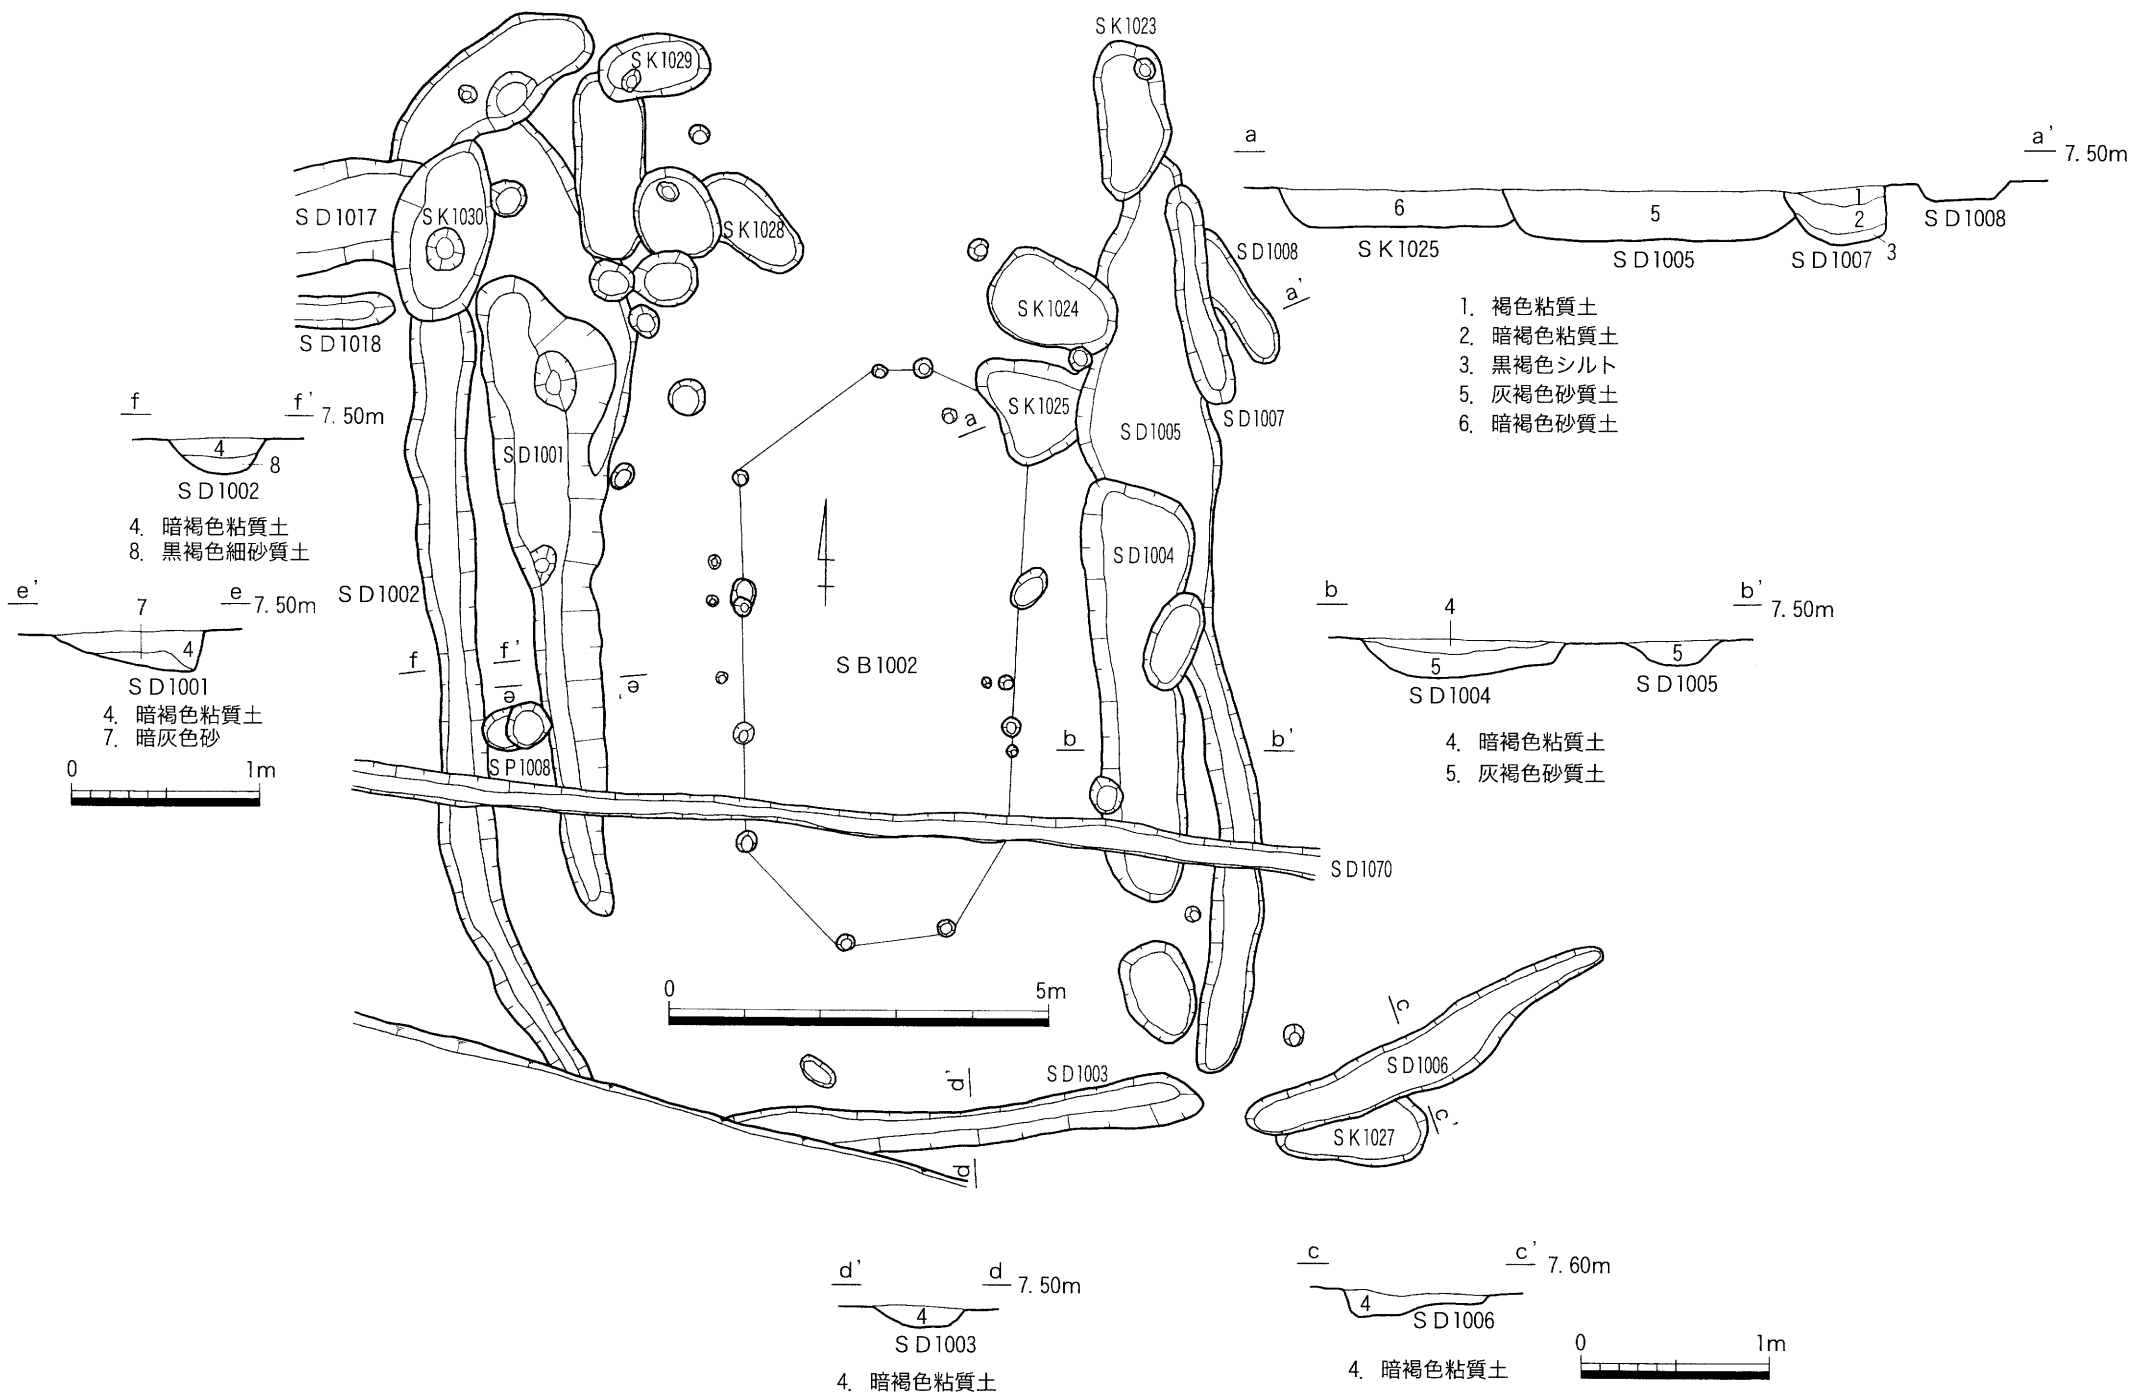 SK1023
SK1029
a
a'
7.50m
1
2
3
5
6
SD1008
SK1025
SD1005
SD1007
1. 褐色粘質土
2. 暗褐色粘質土
3. 黒褐色シルト
5. 灰褐色砂質土
6. 暗褐色砂質土
SD1017
SK1030
SK1028
SD1008
a'
SK1024
SD1018
SK1025
a
SD1005
SD1007
SD1001
SD1004
f
f'
7.50m
4
8
SD1002
4. 暗褐色粘質土
8. 黒褐色細砂質土
SD1002
e'
e
7.50m
7
4
SD1001
4. 暗褐色粘質土
7. 暗灰色砂
0
1m
f
f'
e
e'
SB1002
b
b'
SP1008
b
b'
7.50m
4
5
5
SD1004
SD1005
4. 暗褐色粘質土
5. 灰褐色砂質土
SD1070
0
5m
c
SD1006
c'
SK1027
d'
SD1003
d
d'
d
7.50m
4
SD1003
4. 暗褐色粘質土
c
c'
7.60m
4
SD1006
4. 暗褐色粘質土
0
1m